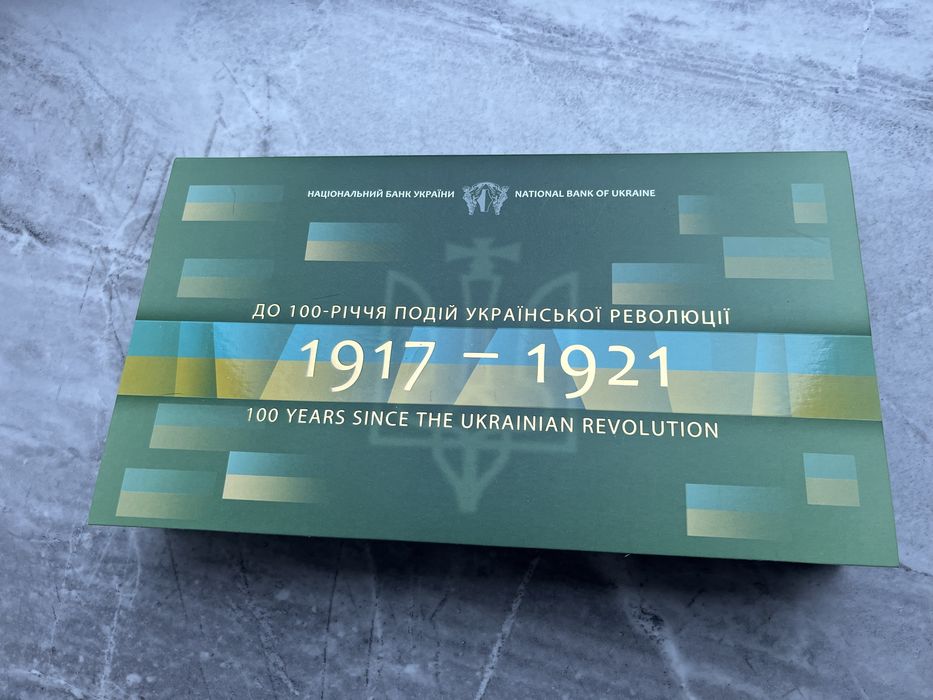 НАЦІОНАЛЬНИЙ БАНК УКРАЇНИ NATIONAL BANK OF UKRAINE
ДО 100-РІЧЧЯ ПОДІЙ УКРАЇНСЬКОЇ РЕВОЛЮЦІЇ
1917 – 1921
100 YEARS SINCE THE UKRAINIAN REVOLUTION